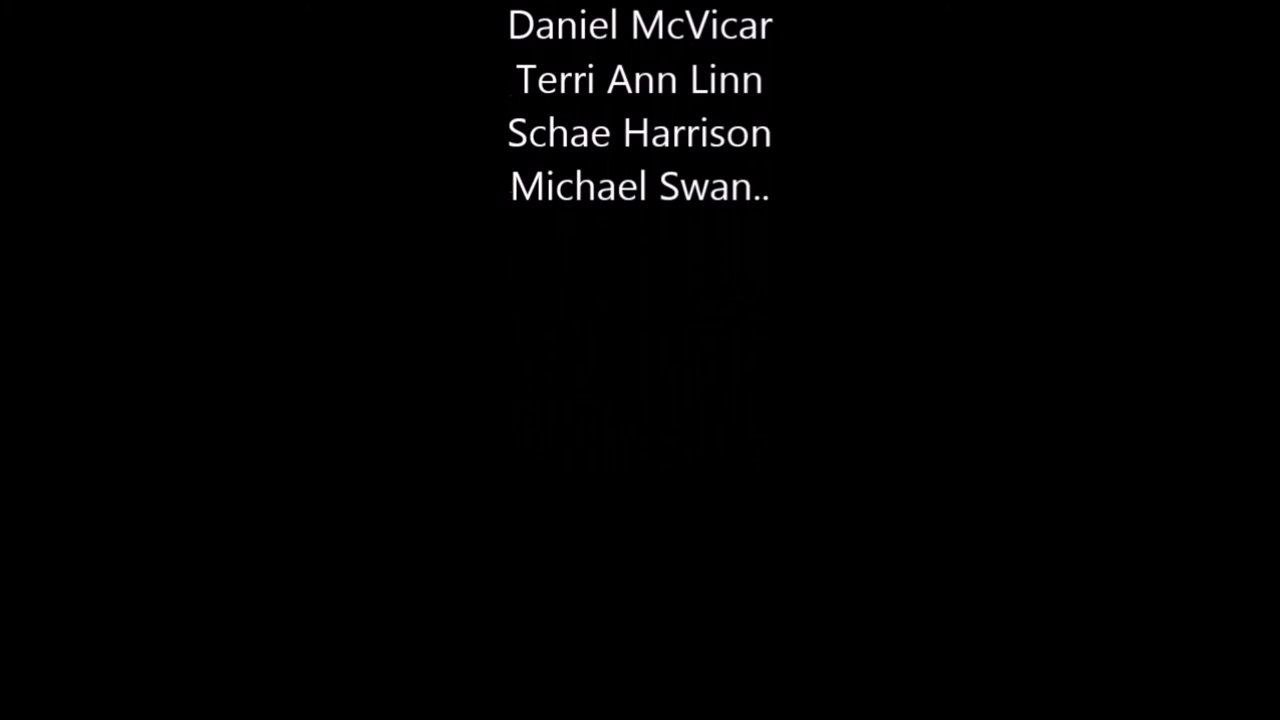 Daniel McVicar
Terri Ann Linn
Schae Harrison
Michael Swan..